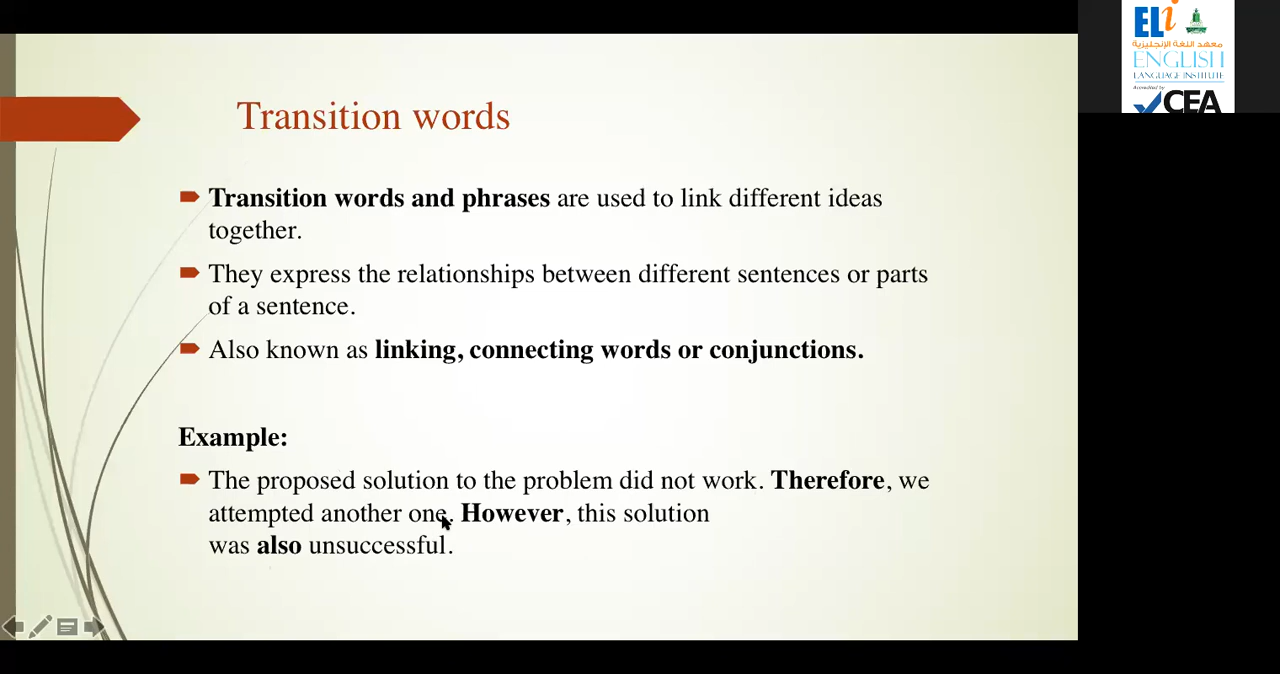 Transition words
Transition words and phrases are used to link different ideas
together.
They express the relationships between different sentences or parts
of a sentence.
Also known as linking, connecting words or conjunctions.
Example:
The proposed solution to the problem did not work. Therefore, we
attempted another one. However, this solution
was also unsuccessful.
ELi
معهد اللغة الإنجليزية
ENGLISH
LANGUAGE INSTITUTE
Accredited by
CEA